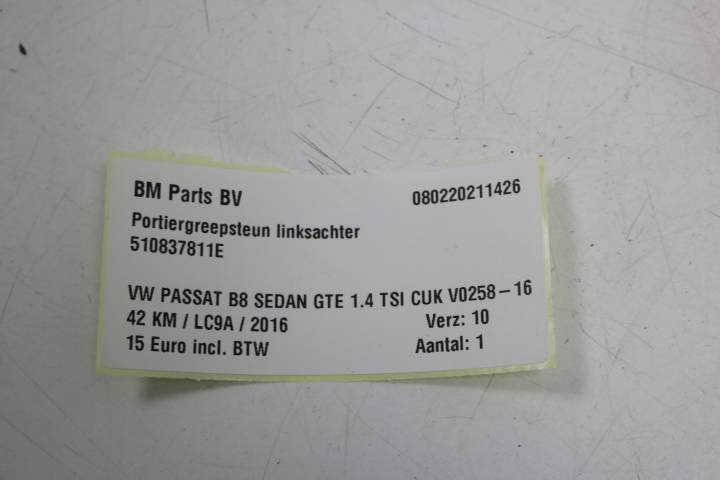 BM Parts BV 080220211426
Portiergreepsteun linksachter
510837811E
VW PASSAT B8 SEDAN GTE 1.4 TSI CUK V0258-16
42 KM / LC9A / 2016 Verz: 10
15 Euro incl. BTW Aantal: 1